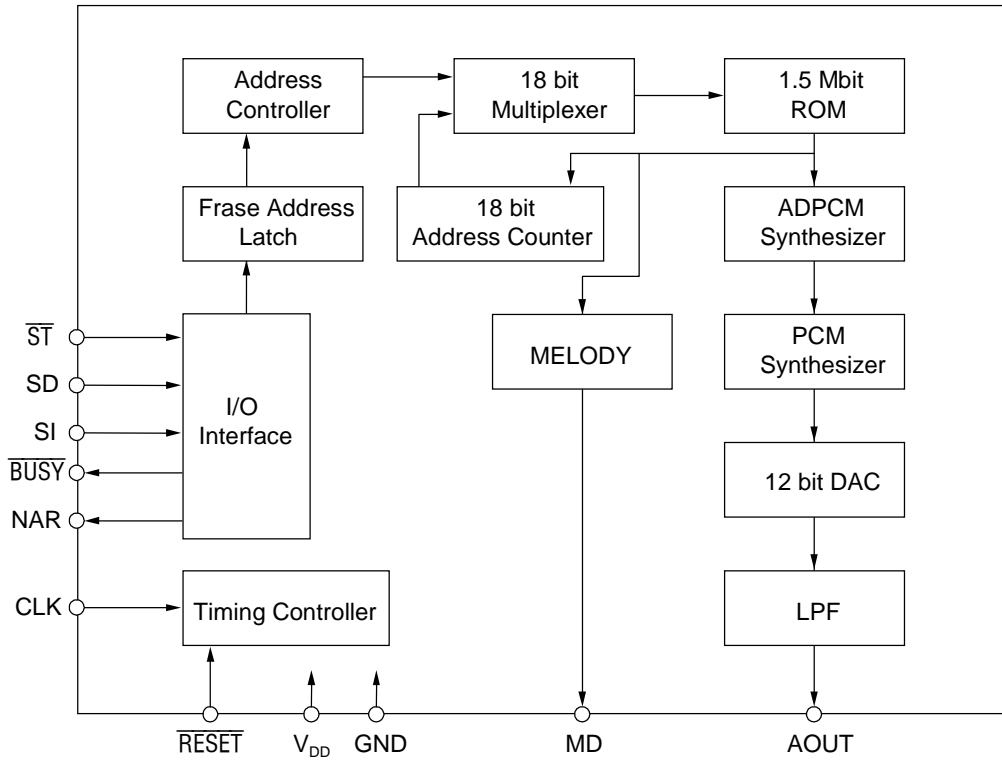 Address
Controller
18 bit
Multiplexer
1.5 Mbit
ROM
Frase Address
Latch
18 bit
Address Counter
ADPCM
Synthesizer
ST
SD
SI
BUSY
NAR
I/O
Interface
MELODY
PCM
Synthesizer
12 bit DAC
CLK
Timing Controller
LPF
RESET
VDD
GND
MD
AOUT